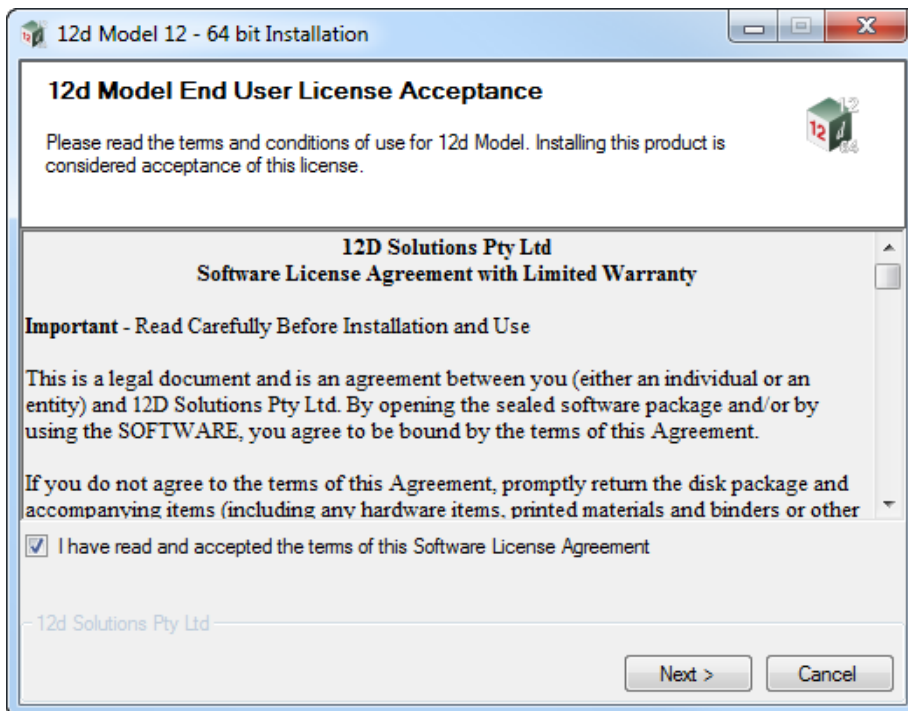 12d Model 12 - 64 bit Installation
12d Model End User License Acceptance
Please read the terms and conditions of use for 12d Model. Installing this product is
considered acceptance of this license.
12
12 d
64
12D Solutions Pty Ltd
Software License Agreement with Limited Warranty
Important - Read Carefully Before Installation and Use
This is a legal document and is an agreement between you (either an individual or an
entity) and 12D Solutions Pty Ltd. By opening the sealed software package and/or by
using the SOFTWARE, you agree to be bound by the terms of this Agreement.
If you do not agree to the terms of this Agreement, promptly return the disk package and
accompanying items (including any hardware items, printed materials and binders or other
I have read and accepted the terms of this Software License Agreement
12d Solutions Pty Ltd
Next >
Cancel